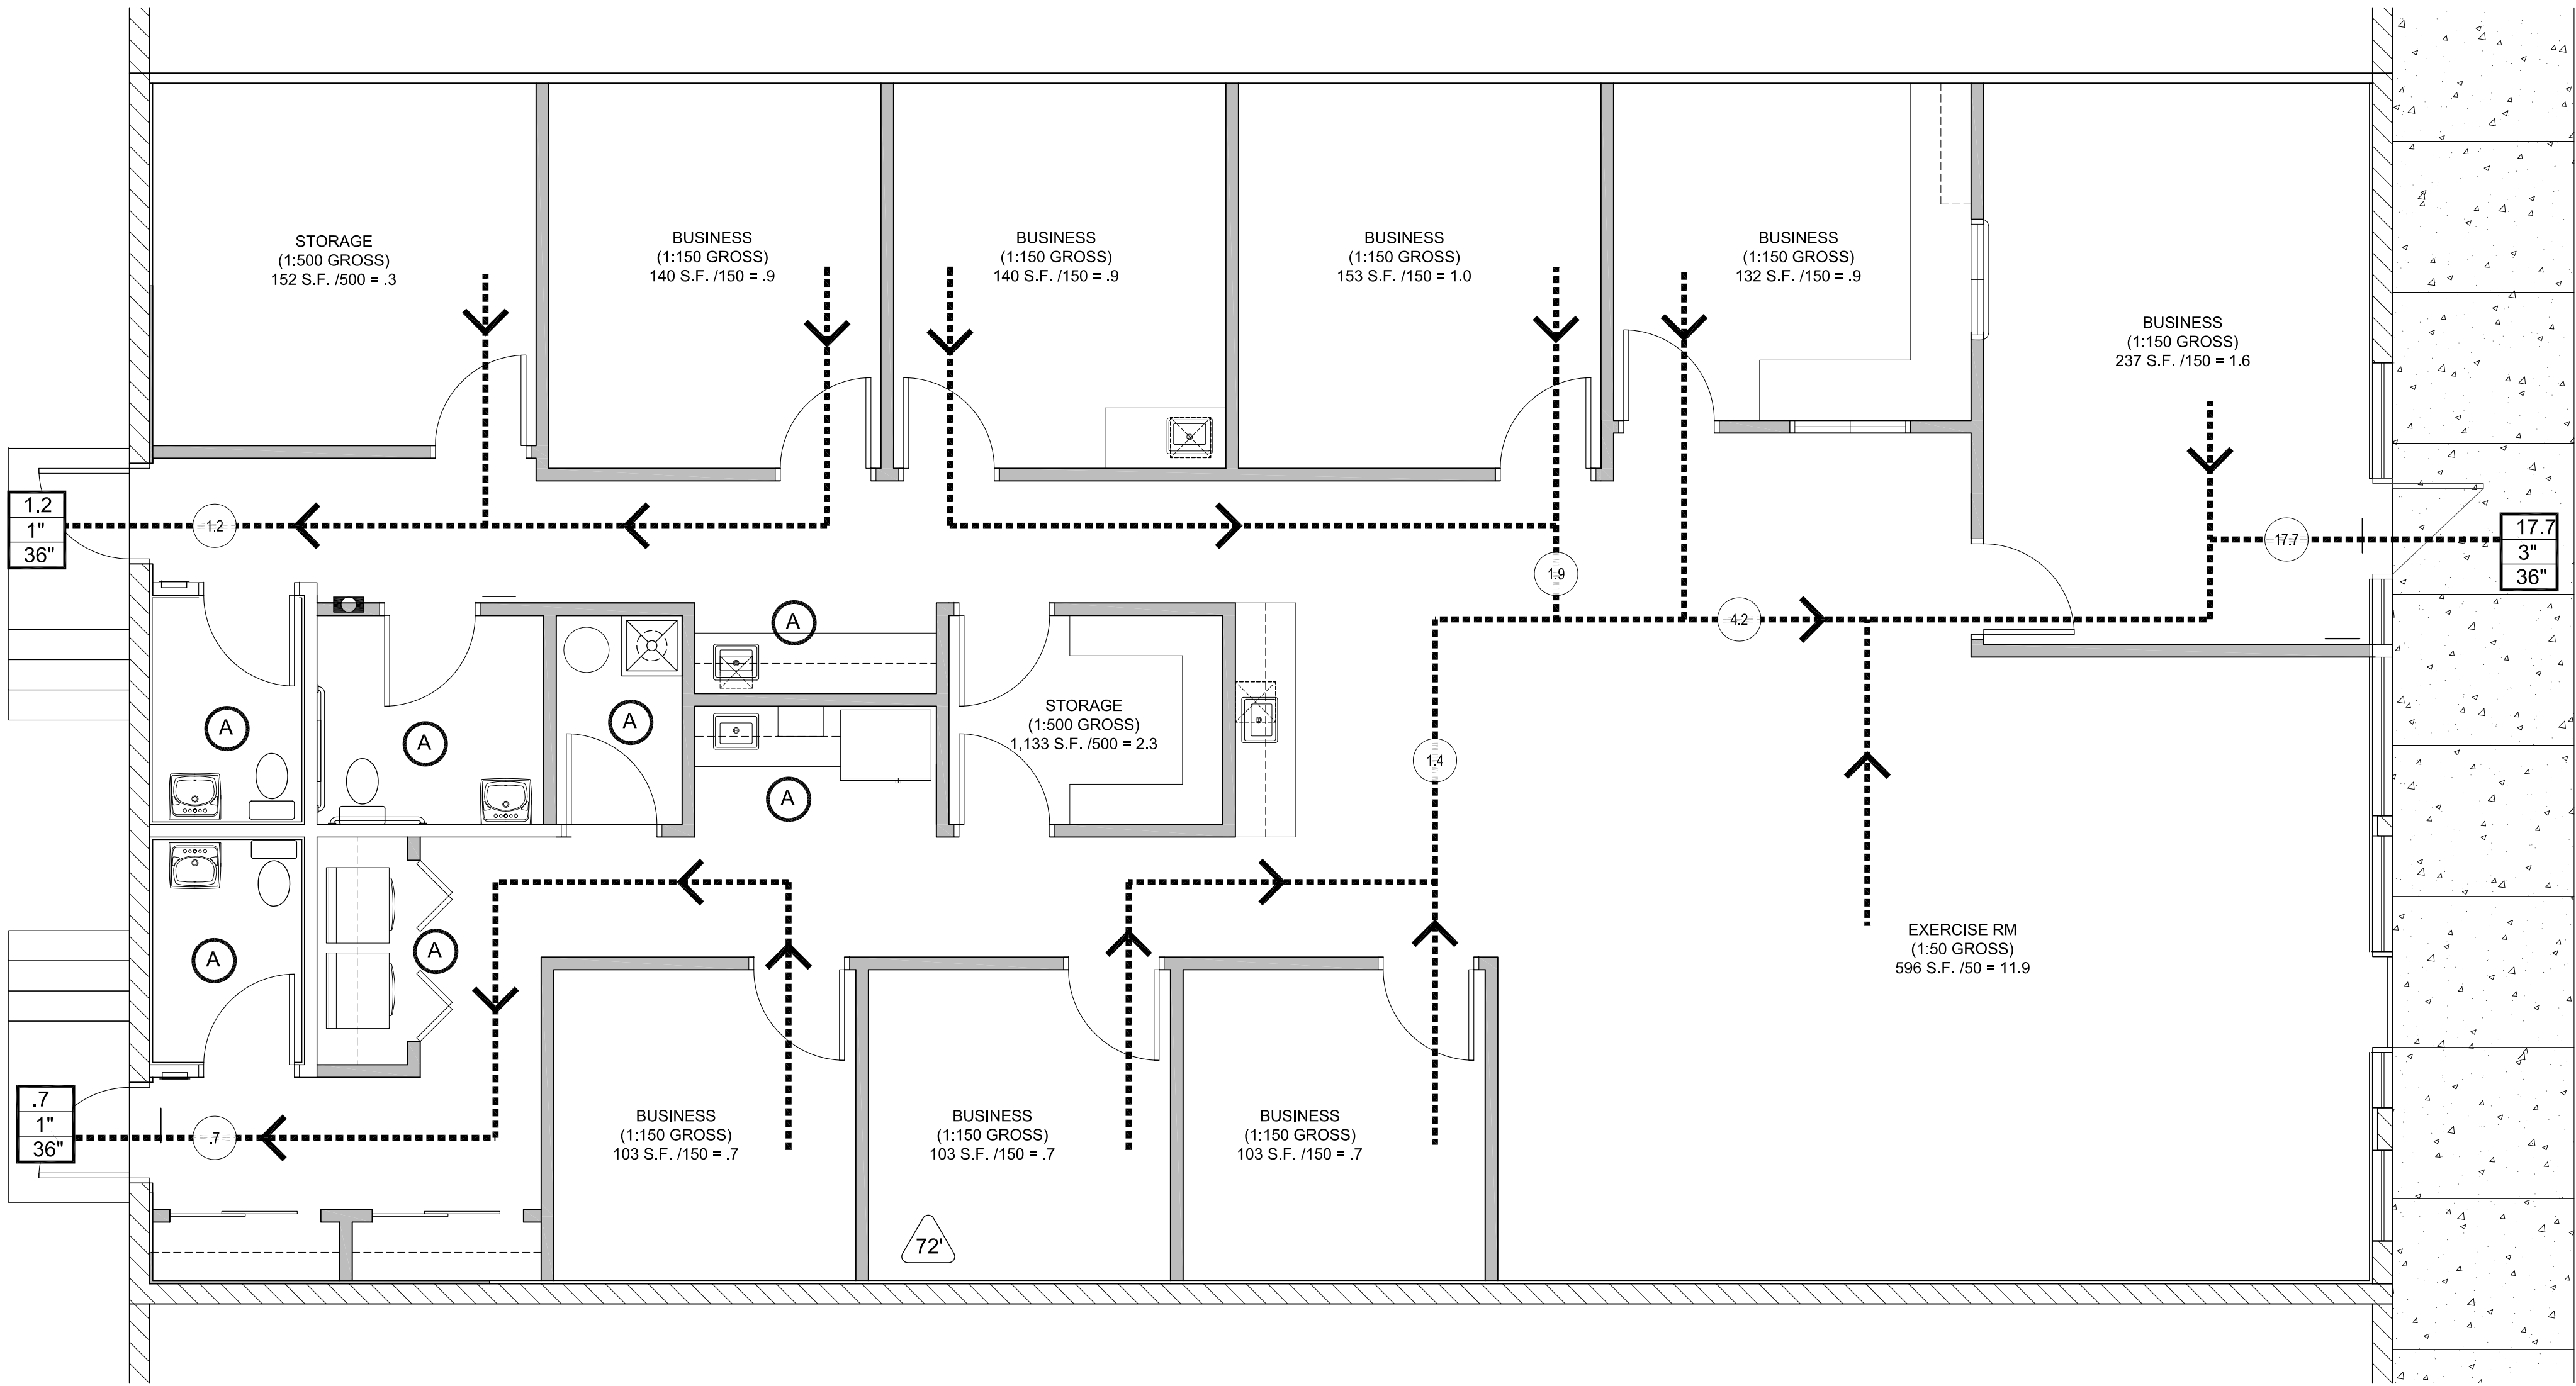 STORAGE
(1:500 GROSS)
152 S.F. /500 = .3
BUSINESS
(1:150 GROSS)
140 S.F. /150 = .9
BUSINESS
(1:150 GROSS)
140 S.F. /150 = .9
BUSINESS
(1:150 GROSS)
153 S.F. /150 = 1.0
BUSINESS
(1:150 GROSS)
132 S.F. /150 = .9
BUSINESS
(1:150 GROSS)
237 S.F. /150 = 1.6
1.2
1"
36"
1.2
17.7
17.7
3"
36"
1.9
4.2
A
A
A
A
STORAGE
(1:500 GROSS)
1,133 S.F. /500 = 2.3
1.4
A
A
A
EXERCISE RM
(1:50 GROSS)
596 S.F. /50 = 11.9
.7
1"
36"
.7
BUSINESS
(1:150 GROSS)
103 S.F. /150 = .7
BUSINESS
(1:150 GROSS)
103 S.F. /150 = .7
BUSINESS
(1:150 GROSS)
103 S.F. /150 = .7
72'